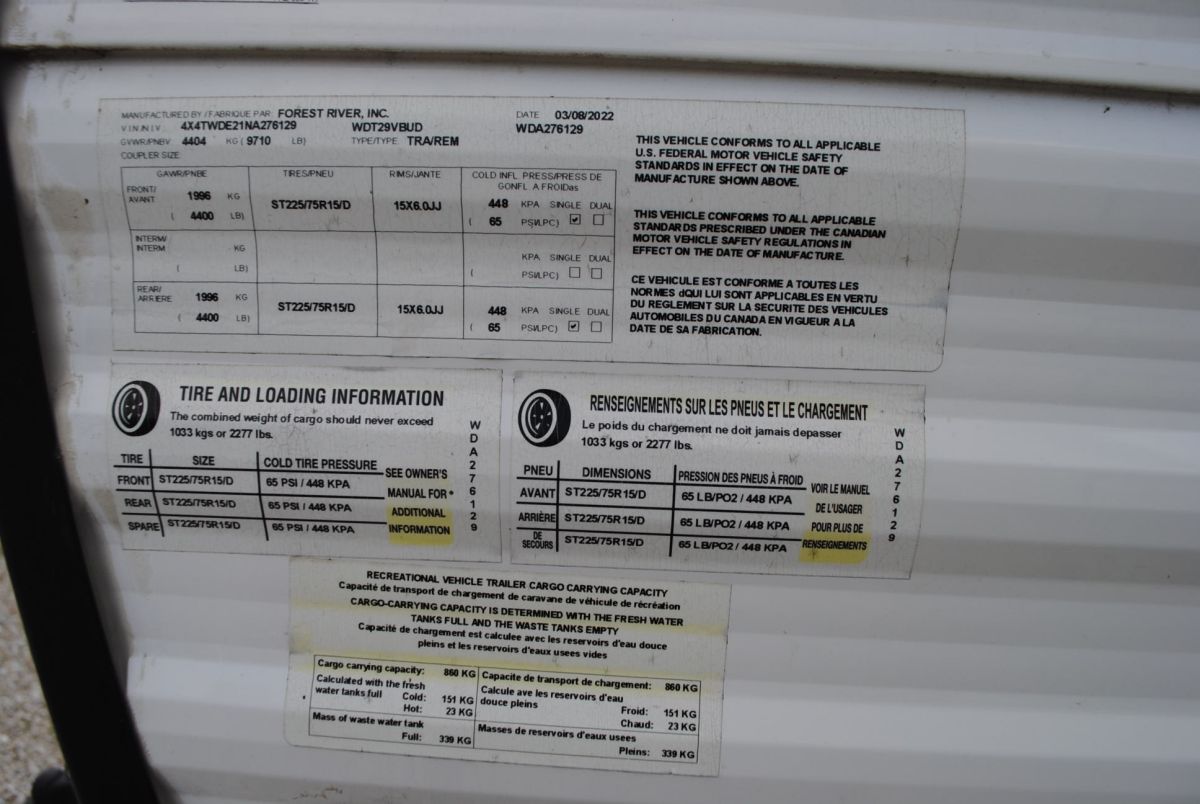 MANUFACTURED BY / FABRIQUE PAR FOREST RIVER, INC. DATE 03/08/2022
V.I.N./N.I.V. 4X4TWDE21NA276129 WDT29VBUD WDA276129
GVWR/PNBV 4404 KG ( 9710 LB) TYPE/TYPE TRA/REM
COUPLER SIZE
GAWR/PNBE TIRES/PNEU RIMS/JANTE COLD INFL PRESS/PRESS DE
GONFL A FROIDas
FRONT/
AVANT 1996 KG ST225/75R15/D 15X6.0JJ 448 KPA SINGLE DUAL
( 4400 LB) ( 65 PSI/LPC)
INTERM/
INTERM KG KPA SINGLE DUAL
( LB) ( PSI/LPC)
REAR/
ARRIERE 1996 KG ST225/75R15/D 15X6.0JJ 448 KPA SINGLE DUAL
( 4400 LB) ( 65 PSI/LPC)
THIS VEHICLE CONFORMS TO ALL APPLICABLE
U.S. FEDERAL MOTOR VEHICLE SAFETY
STANDARDS IN EFFECT ON THE DATE OF
MANUFACTURE SHOWN ABOVE.
THIS VEHICLE CONFORMS TO ALL APPLICABLE
STANDARDS PRESCRIBED UNDER THE CANADIAN
MOTOR VEHICLE SAFETY REGULATIONS IN
EFFECT ON THE DATE OF MANUFACTURE.
CE VEHICULE EST CONFORME A TOUTES LES
NORMES dQUI LUI SONT APPLICABLES EN VERTU
DU REGLEMENT SUR LA SECURITE DES VEHICULES
AUTOMOBILES DU CANADA EN VIGUEUR A LA
DATE DE SA FABRICATION.
TIRE AND LOADING INFORMATION
The combined weight of cargo should never exceed
1033 kgs or 2277 lbs.
TIRE SIZE COLD TIRE PRESSURE
FRONT ST225/75R15/D 65 PSI / 448 KPA
REAR ST225/75R15/D 65 PSI / 448 KPA
SPARE ST225/75R15/D 65 PSI / 448 KPA
SEE OWNER'S
MANUAL FOR
ADDITIONAL
INFORMATION
WDA276129
RENSEIGNEMENTS SUR LES PNEUS ET LE CHARGEMENT
Le poids du chargement ne doit jamais depasser
1033 kgs or 2277 lbs.
PNEU DIMENSIONS PRESSION DES PNEUS À FROID
AVANT ST225/75R15/D 65 LB/PO2 / 448 KPA
ARRIÈRE ST225/75R15/D 65 LB/PO2 / 448 KPA
DE
SECOURS ST225/75R15/D 65 LB/PO2 / 448 KPA
VOIR LE MANUEL
DE L'USAGER
POUR PLUS DE
RENSEIGNEMENTS
WDA276129
RECREATIONAL VEHICLE TRAILER CARGO CARRYING CAPACITY
Capacité de transport de chargement de caravane de véhicule de récréation
CARGO-CARRYING CAPACITY IS DETERMINED WITH THE FRESH WATER
TANKS FULL AND THE WASTE TANKS EMPTY
Capacité de chargement est calculee avec les reservoirs d'eau douce
pleins et les reservoirs d'eaux usees vides
Cargo carrying capacity: 860 KG
Calculated with the fresh
water tanks full Cold: 151 KG
Hot: 23 KG
Mass of waste water tank
Full: 339 KG
Capacite de transport de chargement: 860 KG
Calcule ave les reservoirs d'eau
douce pleins Froid: 151 KG
Chaud: 23 KG
Masses de reservoirs d'eaux usees
Pleins: 339 KG